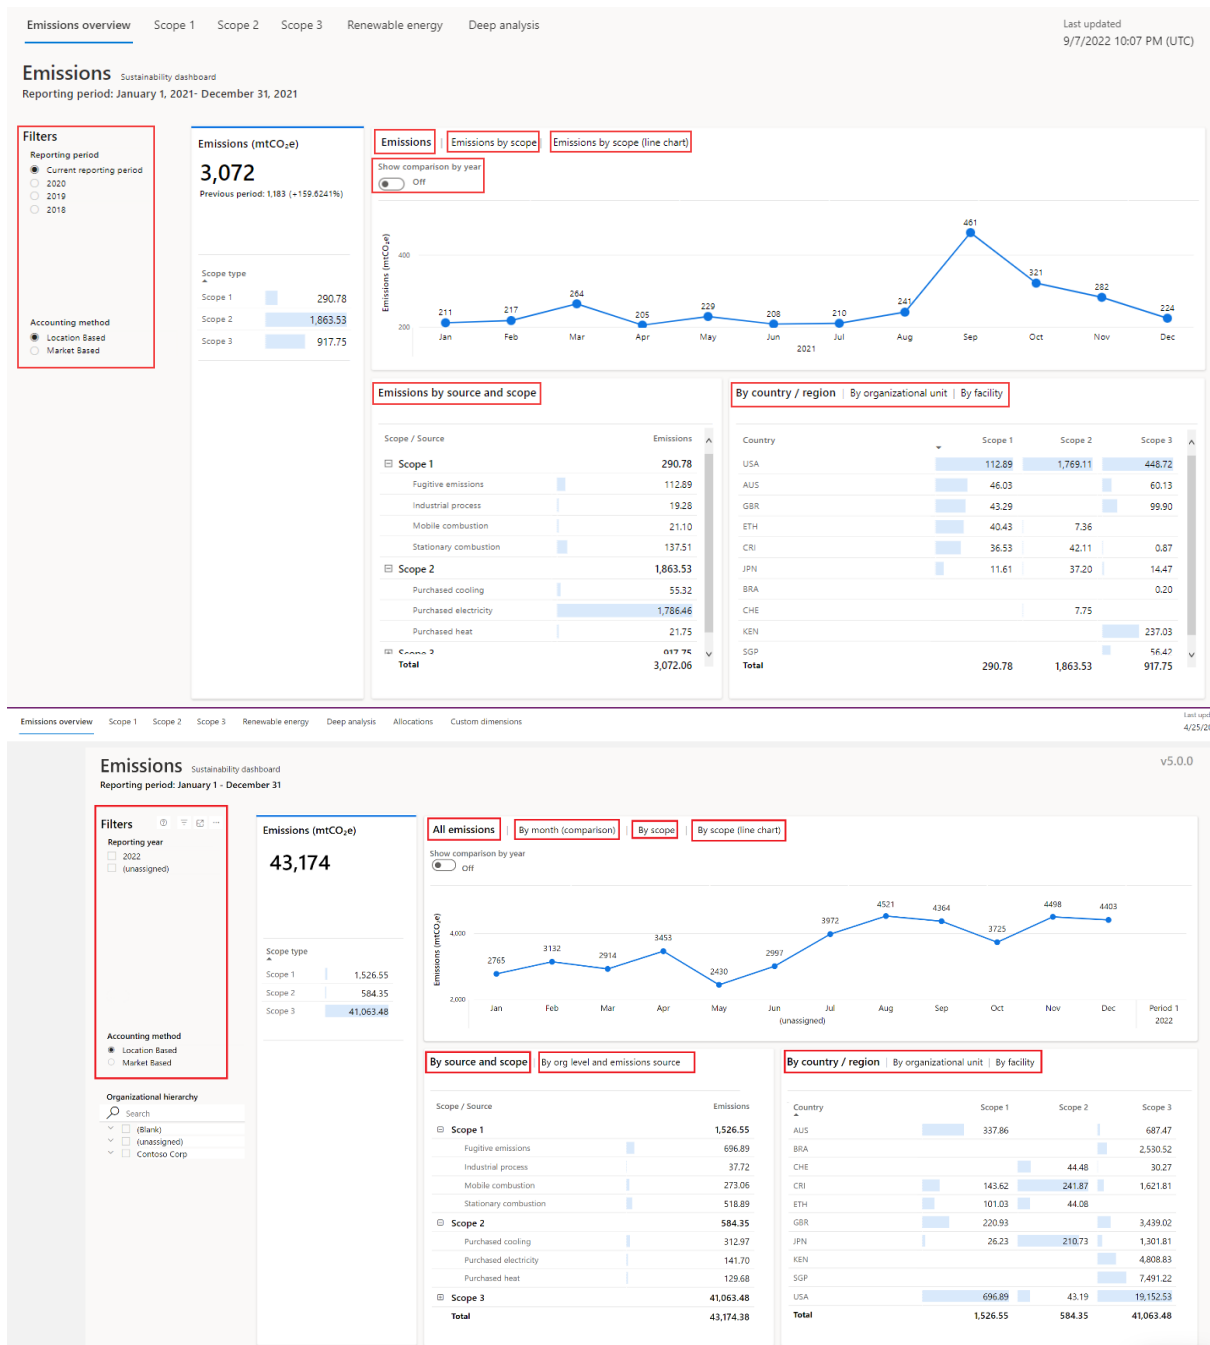 Emissions overview Scope 1 Scope 2 Scope 3 Renewable energy Deep analysis
Last updated
9/7/2022 10:07 PM (UTC)
Emissions Sustainability dashboard
Reporting period: January 1, 2021- December 31, 2021
Filters
Reporting period
Current reporting period
2020
2019
2018
Accounting method
Location Based
Market Based
Emissions (mtCO₂e)
3,072
Previous period: 1,183 (+159.6241%)
Scope type
Scope 1 290.78
Scope 2 1,863.53
Scope 3 917.75
Emissions | Emissions by scope | Emissions by scope (line chart)
Show comparison by year
Off
Emissions (mtCO₂e)
400
200
211 217 264 205 229 208 210 241 461 321 282 224
Jan Feb Mar Apr May Jun Jul Aug Sep Oct Nov Dec
2021
Emissions by source and scope
Scope / Source Emissions
Scope 1 290.78
Fugitive emissions 112.89
Industrial process 19.28
Mobile combustion 21.10
Stationary combustion 137.51
Scope 2 1,863.53
Purchased cooling 55.32
Purchased electricity 1,786.46
Purchased heat 21.75
Scope 3 917.75
Total 3,072.06
By country / region | By organizational unit | By facility
Country Scope 1 Scope 2 Scope 3
USA 112.89 1,769.11 448.72
AUS 46.03 60.13
GBR 43.29 99.90
ETH 40.43 7.36
CRI 36.53 42.11 0.87
JPN 11.61 37.20 14.47
BRA 0.20
CHE 7.75
KEN 237.03
SGP 56.42
Total 290.78 1,863.53 917.75
Emissions overview Scope 1 Scope 2 Scope 3 Renewable energy Deep analysis Allocations Custom dimensions
Last upd
4/25/20
Emissions Sustainability dashboard
v5.0.0
Reporting period: January 1 - December 31
Filters
Reporting year
2022
(unassigned)
Accounting method
Location Based
Market Based
Organizational hierarchy
Search
(Blank)
(unassigned)
Contoso Corp
Emissions (mtCO₂e)
43,174
Scope type
Scope 1 1,526.55
Scope 2 584.35
Scope 3 41,063.48
All emissions | By month (comparison) | By scope | By scope (line chart)
Show comparison by year
Off
Emissions (mtCO₂e)
4,000
2,000
2765 3132 2914 3453 2430 2997 3972 4521 4364 3725 4498 4403
Jan Feb Mar Apr May Jun Jul Aug Sep Oct Nov Dec Period 1
(unassigned) 2022
By source and scope | By org level and emissions source
Scope / Source Emissions
Scope 1 1,526.55
Fugitive emissions 696.89
Industrial process 37.72
Mobile combustion 273.06
Stationary combustion 518.89
Scope 2 584.35
Purchased cooling 312.97
Purchased electricity 141.70
Purchased heat 129.68
Scope 3 41,063.48
Total 43,174.38
By country / region | By organizational unit | By facility
Country Scope 1 Scope 2 Scope 3
AUS 337.86 687.47
BRA 2,530.52
CHE 44.48 30.27
CRI 143.62 241.87 1,621.81
ETH 101.03 44.08
GBR 220.93 3,439.02
JPN 26.23 210.73 1,301.81
KEN 4,808.83
SGP 7,491.22
USA 696.89 43.19 19,152.53
Total 1,526.55 584.35 41,063.48